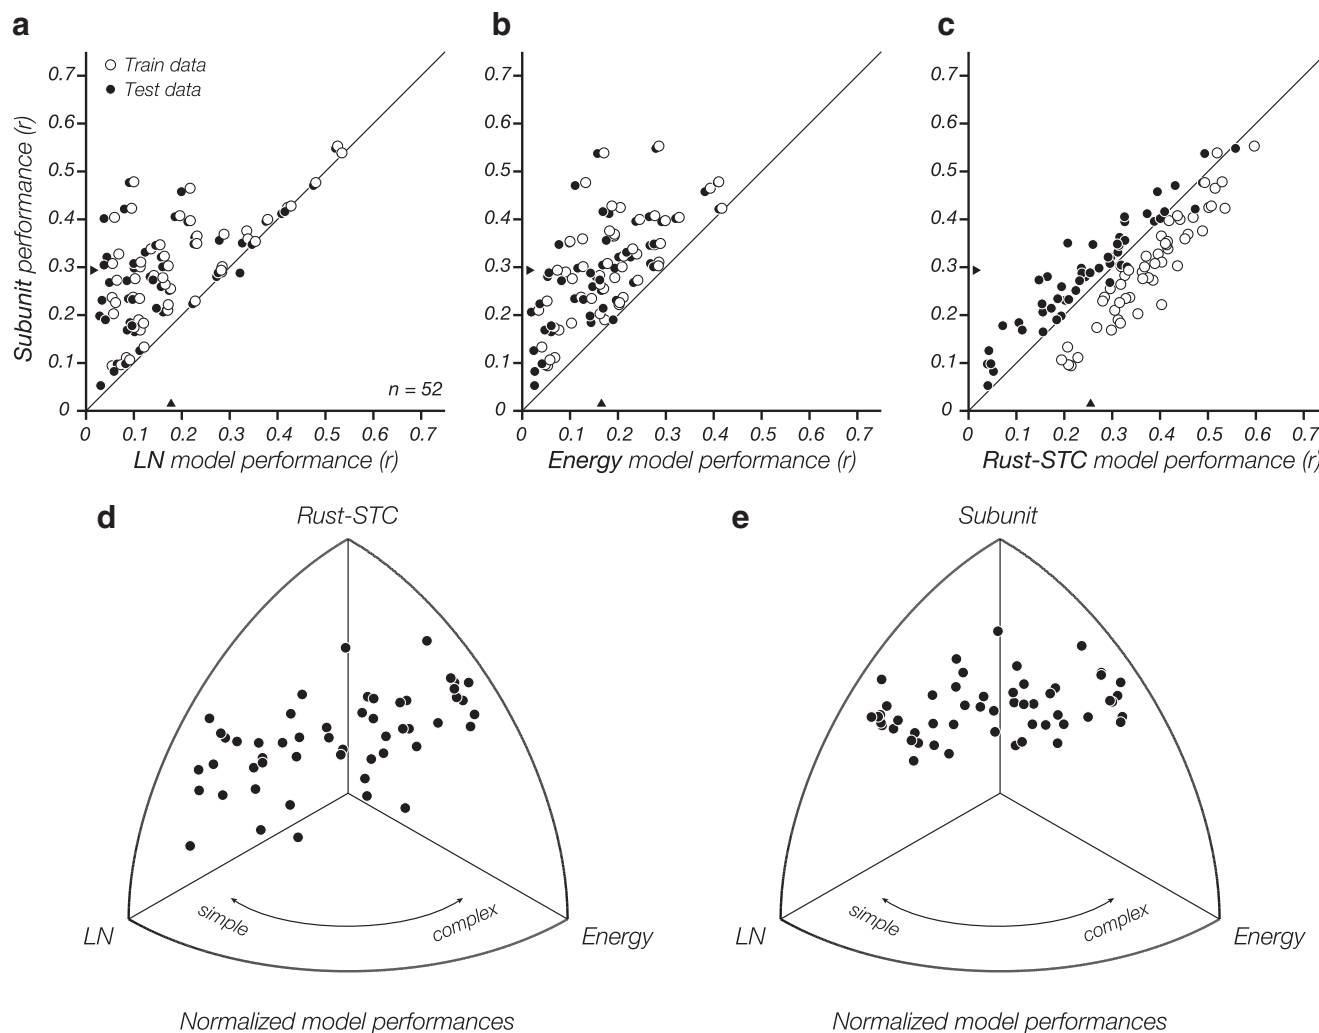 a
b
c
Train data
Test data
0.7
0.6
0.5
0.4
0.3
0.2
0.1
0
Subunit performance (r)
n = 52
0 0.1 0.2 0.3 0.4 0.5 0.6 0.7
LN model performance (r)
0.7
0.6
0.5
0.4
0.3
0.2
0.1
0
0 0.1 0.2 0.3 0.4 0.5 0.6 0.7
Energy model performance (r)
0.7
0.6
0.5
0.4
0.3
0.2
0.1
0
0 0.1 0.2 0.3 0.4 0.5 0.6 0.7
Rust-STC model performance (r)
d
Rust-STC
simple
complex
LN
Energy
Normalized model performances
e
Subunit
simple
complex
LN
Energy
Normalized model performances